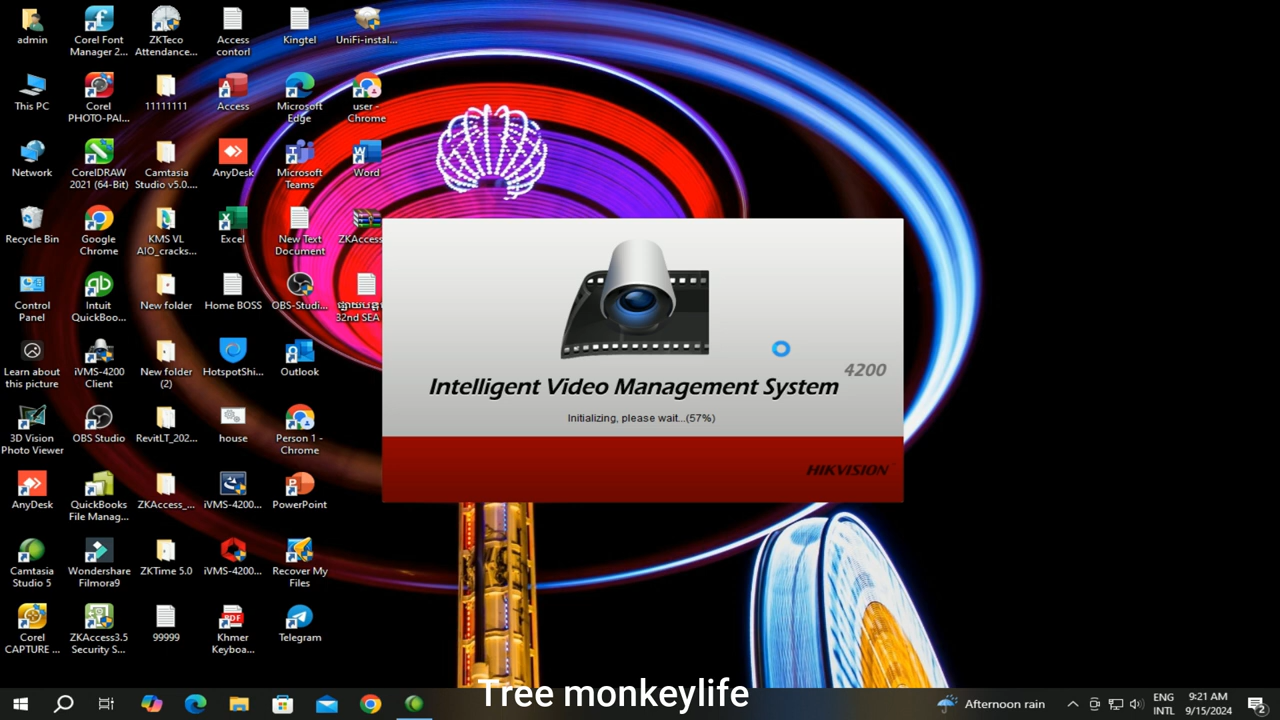 admin
Corel Font
Manager 2...
ZKTeco
Attendance...
Access
contorl
Kingtel
UniFi-instal...
This PC
Corel
PHOTO-PAI...
11111111
Access
Microsoft
Edge
user -
Chrome
Network
CorelDRAW
2021 (64-Bit)
Camtasia
Studio v5.0....
AnyDesk
Microsoft
Teams
Word
Recycle Bin
Google
Chrome
KMS VL
AIO_cracks...
Excel
New Text
Document
ZKAccess
Control
Panel
Intuit
QuickBoo...
New folder
Home BOSS
OBS-Studi...
32nd SEA
Learn about
this picture
iVMS-4200
Client
New folder
(2)
HotspotShi...
Outlook
3D Vision
Photo Viewer
OBS Studio
RevitLT_202...
house
Person 1 -
Chrome
AnyDesk
QuickBooks
File Manag...
ZKAccess_...
iVMS-4200...
PowerPoint
Camtasia
Studio 5
Wondershare
Filmora9
ZKTime 5.0
iVMS-4200...
Recover My
Files
Corel
CAPTURE ...
ZKAccess3.5
Security S...
99999
Khmer
Keyboa...
Telegram
4200
Intelligent Video Management System
Initializing, please wait...(57%)
HIKVISION
Tree monkeylife
Afternoon rain
ENG
INTL
9:21 AM
9/15/2024
2